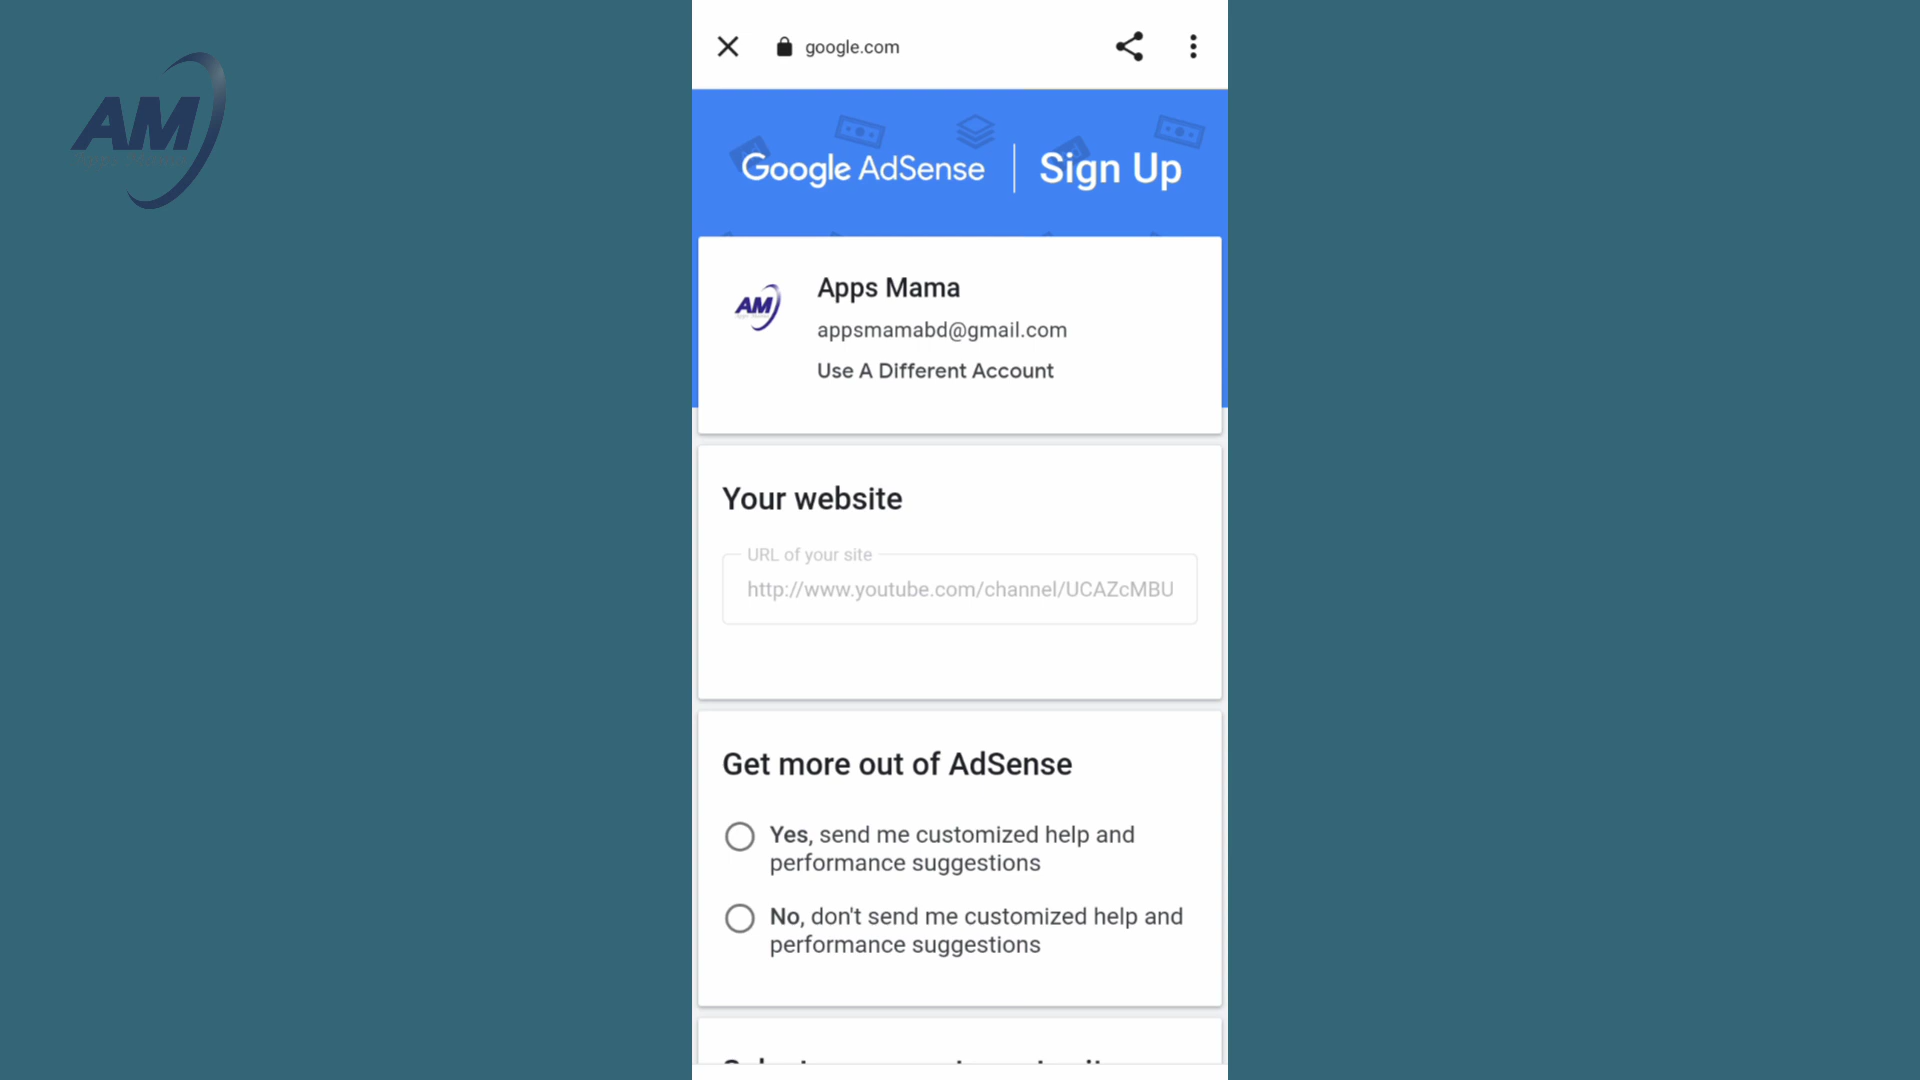 AM
google.com
Google AdSense | Sign Up
AM
Apps Mama
appsmamabd@gmail.com
Use A Different Account
Your website
URL of your site
http://www.youtube.com/channel/UCAZcMBU
Get more out of AdSense
Yes, send me customized help and
performance suggestions
No, don't send me customized help and
performance suggestions